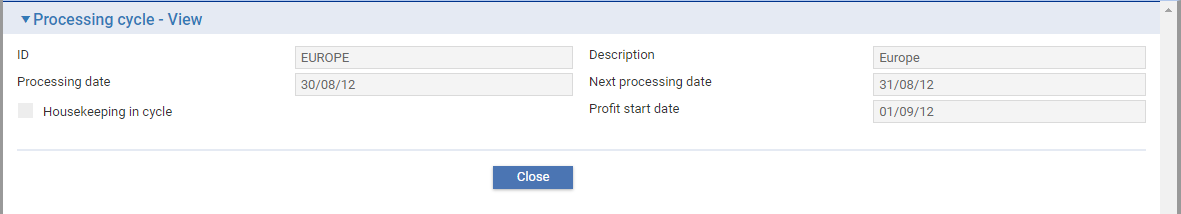 Processing cycle - View
ID EUROPE Description Europe
Processing date 30/08/12 Next processing date 31/08/12
Housekeeping in cycle Profit start date 01/09/12
Close